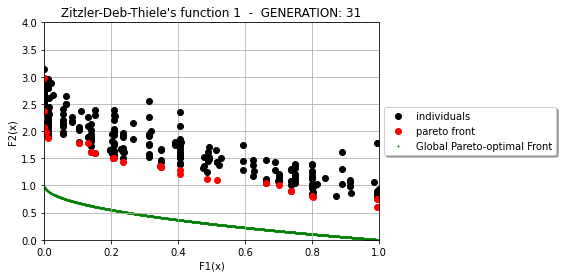 Zitzler-Deb-Thiele's function 1 - GENERATION: 31
4.0
3.5
3.0
2.5
2.0
1.5
1.0
0.5
0.0
F2(x)
0.0 0.2 0.4 0.6 0.8 1.0
F1(x)
individuals
pareto front
Global Pareto-optimal Front